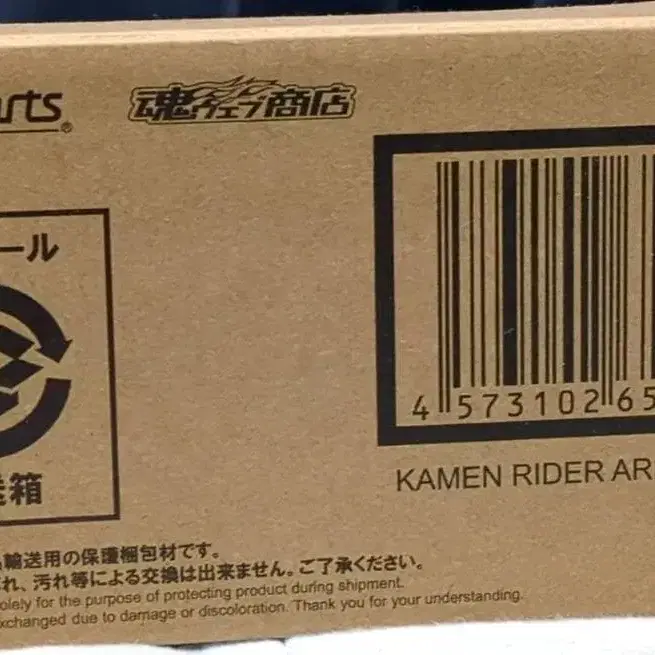 arts®
魂ウェブ商店
ール
4 573102 65
KAMEN RIDER AR
送箱
輸送用の保護梱包材です。
れ、汚れ等による交換は出来ません。ご了承ください。
olely for the purpose of protecting product during shipment.
xchanged due to damage or discoloration. Thank you for your understanding.